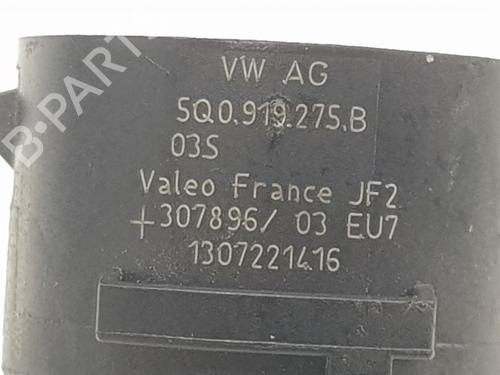 VW AG
5Q0.919.275.B
03S
Valeo France JF2
+307896/ 03 EU7
1307221416